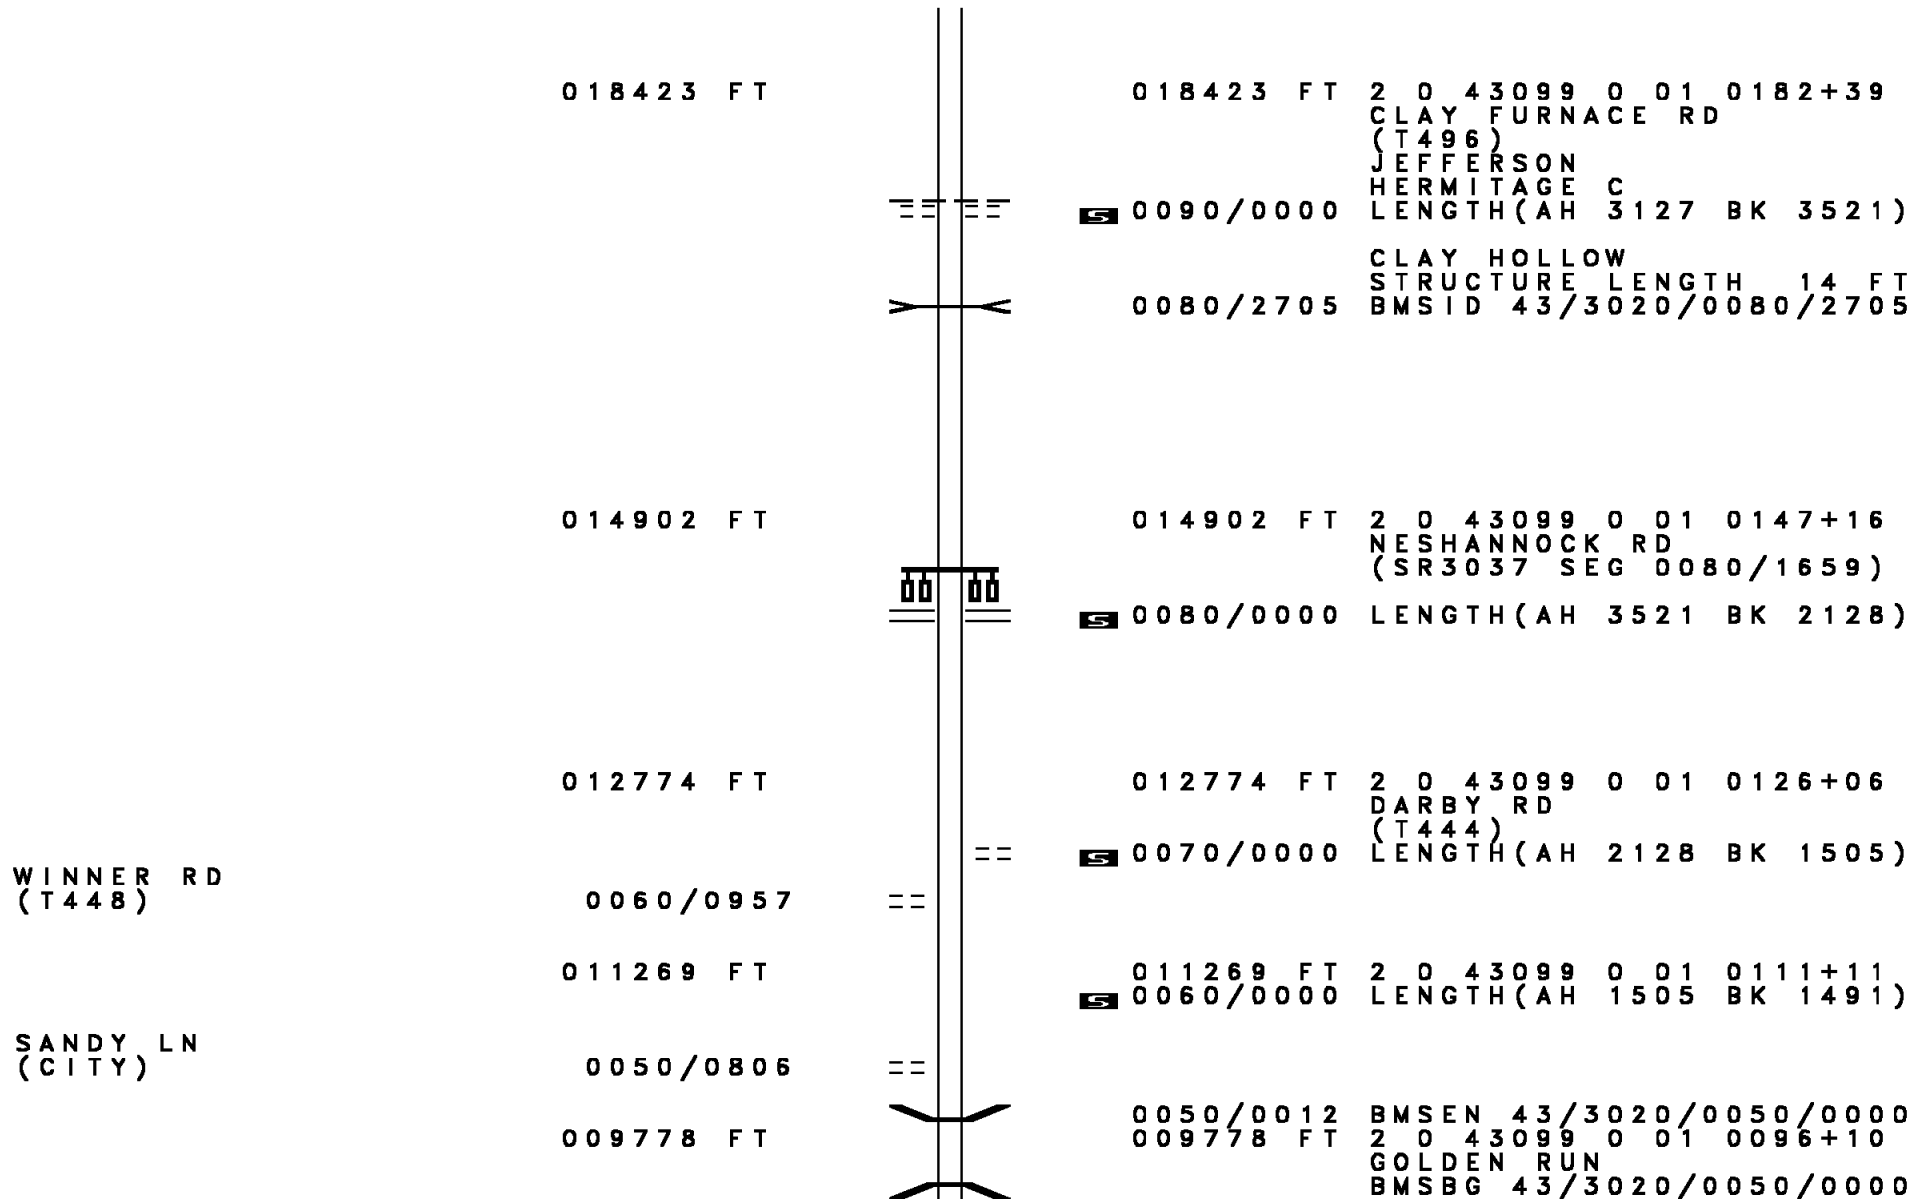 018423 FT 018423 FT 2 0 43099 0 01 0182+39
CLAY FURNACE RD
(T496)
JEFFERSON
HERMITAGE C
S 0090/0000 LENGTH(AH 3127 BK 3521)
CLAY HOLLOW
STRUCTURE LENGTH 14 FT
0080/2705 BMSID 43/3020/0080/2705
014902 FT 014902 FT 2 0 43099 0 01 0147+16
NESHANNOCK RD
(SR3037 SEG 0080/1659)
S 0080/0000 LENGTH(AH 3521 BK 2128)
012774 FT 012774 FT 2 0 43099 0 01 0126+06
DARBY RD
(T444)
S 0070/0000 LENGTH(AH 2128 BK 1505)
WINNER RD
(T448) 0060/0957
011269 FT 011269 FT 2 0 43099 0 01 0111+11
S 0060/0000 LENGTH(AH 1505 BK 1491)
SANDY LN
(CITY) 0050/0806
0050/0012 BMSEN 43/3020/0050/0000
009778 FT 009778 FT 2 0 43099 0 01 0096+10
GOLDEN RUN
BMSBG 43/3020/0050/0000